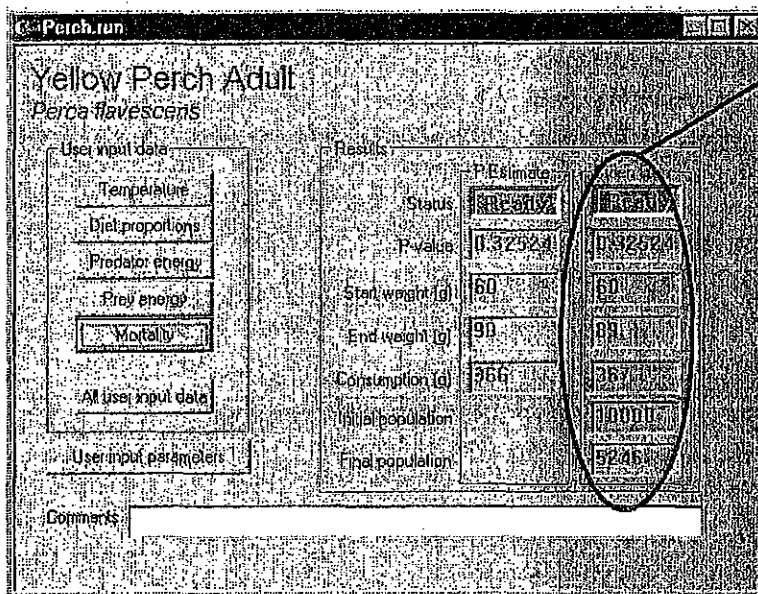 Perch.run
Yellow Perch Adult
Perca flavescens
User input data
Temperature
Diet proportions
Predator energy
Prey energy
Mortality
All user input data
User input parameters
Results
P Estimate
Status Ready
P-value 0.32524 0.32524
Start weight (g) 60 60
End weight (g) 90 89.
Consumption (g) 366 367.
Initial population 10000.
Final population 5246.
Comments